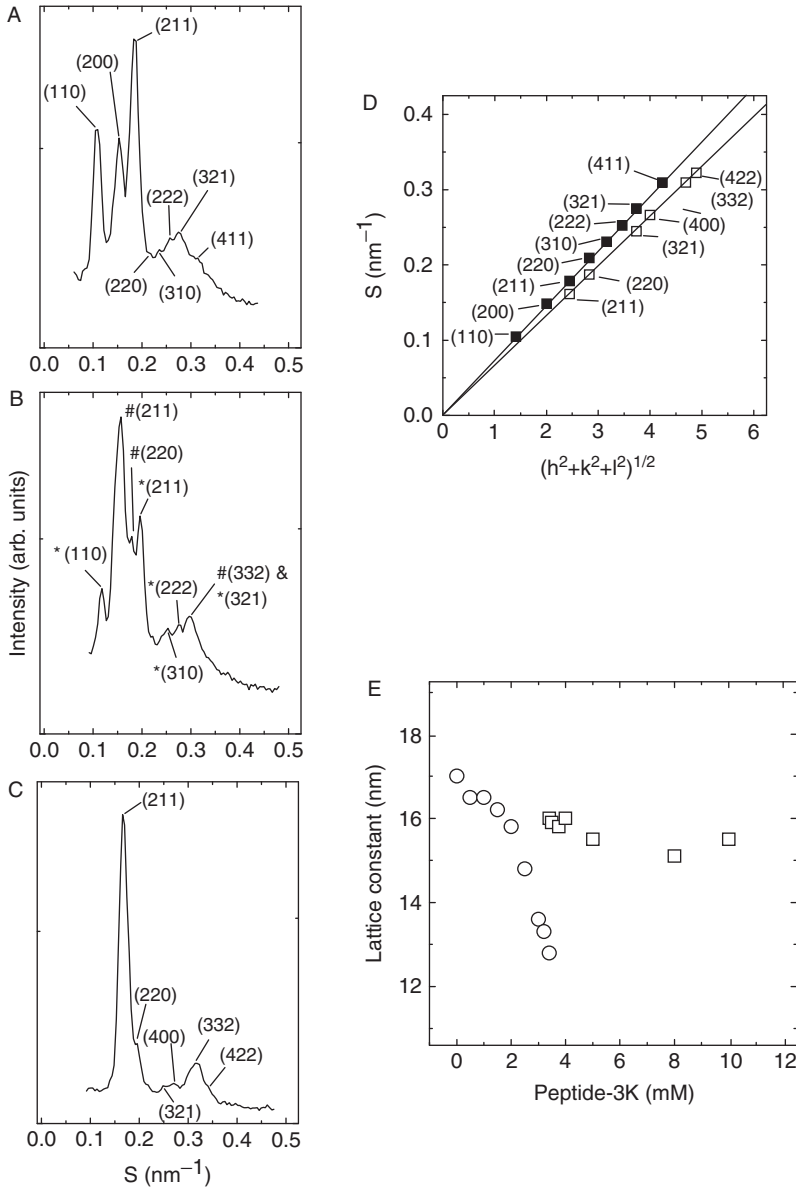 A
(211)
(200)
(110)
(321)
(222)
(411)
(220)
(310)
0.0 0.1 0.2 0.3 0.4 0.5
B
#(211)
#(220)
*(211)
*(110)
*(222)
#(332) &
*(321)
*(310)
0.0 0.1 0.2 0.3 0.4 0.5
Intensity (arb. units)
C
(211)
(220)
(400)
(332)
(422)
(321)
0.0 0.1 0.2 0.3 0.4 0.5
S (nm−1)
D
0.4
0.3
0.2
0.1
0.0
S (nm−1)
(411)
(321)
(222)
(310)
(220)
(211)
(200)
(110)
(422)
(332)
(400)
(321)
(220)
(211)
0 1 2 3 4 5 6
(h2+k2+l2)1/2
E
18
16
14
12
Lattice constant (nm)
0 2 4 6 8 10 12
Peptide-3K (mM)